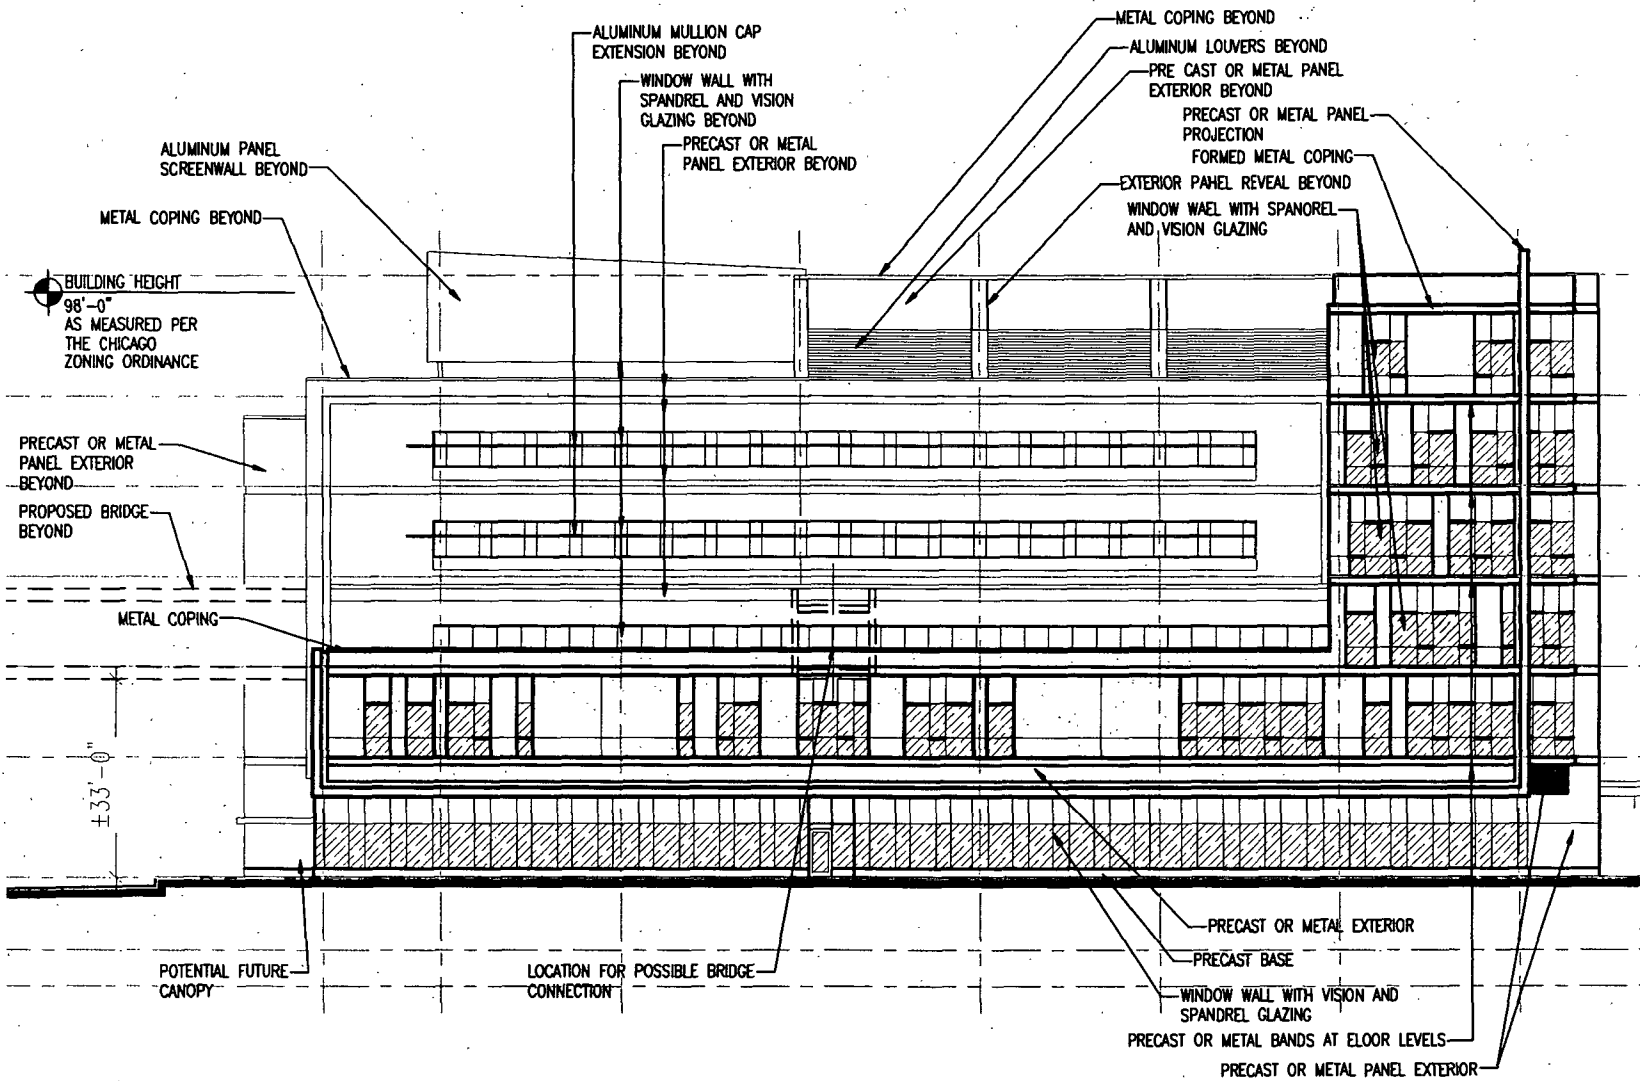 METAL COPING BEYOND
ALUMINUM LOUVERS BEYOND
PRE CAST OR METAL PANEL
EXTERIOR BEYOND
PRECAST OR METAL PANEL
PROJECTION
FORMED METAL COPING
EXTERIOR PAHEL REVEAL BEYOND
WINDOW WAEL WITH SPANOREL
AND VISION GLAZING
ALUMINUM MULLION CAP
EXTENSION BEYOND
WINDOW WALL WITH
SPANDREL AND VISION
GLAZING BEYOND
PRECAST OR METAL
PANEL EXTERIOR BEYOND
ALUMINUM PANEL
SCREENWALL BEYOND
METAL COPING BEYOND
BUILDING HEIGHT
98'-0"
AS MEASURED PER
THE CHICAGO
ZONING ORDINANCE
PRECAST OR METAL
PANEL EXTERIOR
BEYOND
PROPOSED BRIDGE
BEYOND
METAL COPING
±33'-0"
POTENTIAL FUTURE
CANOPY
LOCATION FOR POSSIBLE BRIDGE
CONNECTION
PRECAST OR METAL EXTERIOR
PRECAST BASE
WINDOW WALL WITH VISION AND
SPANDREL GLAZING
PRECAST OR METAL BANDS AT ELOOR LEVELS
PRECAST OR METAL PANEL EXTERIOR